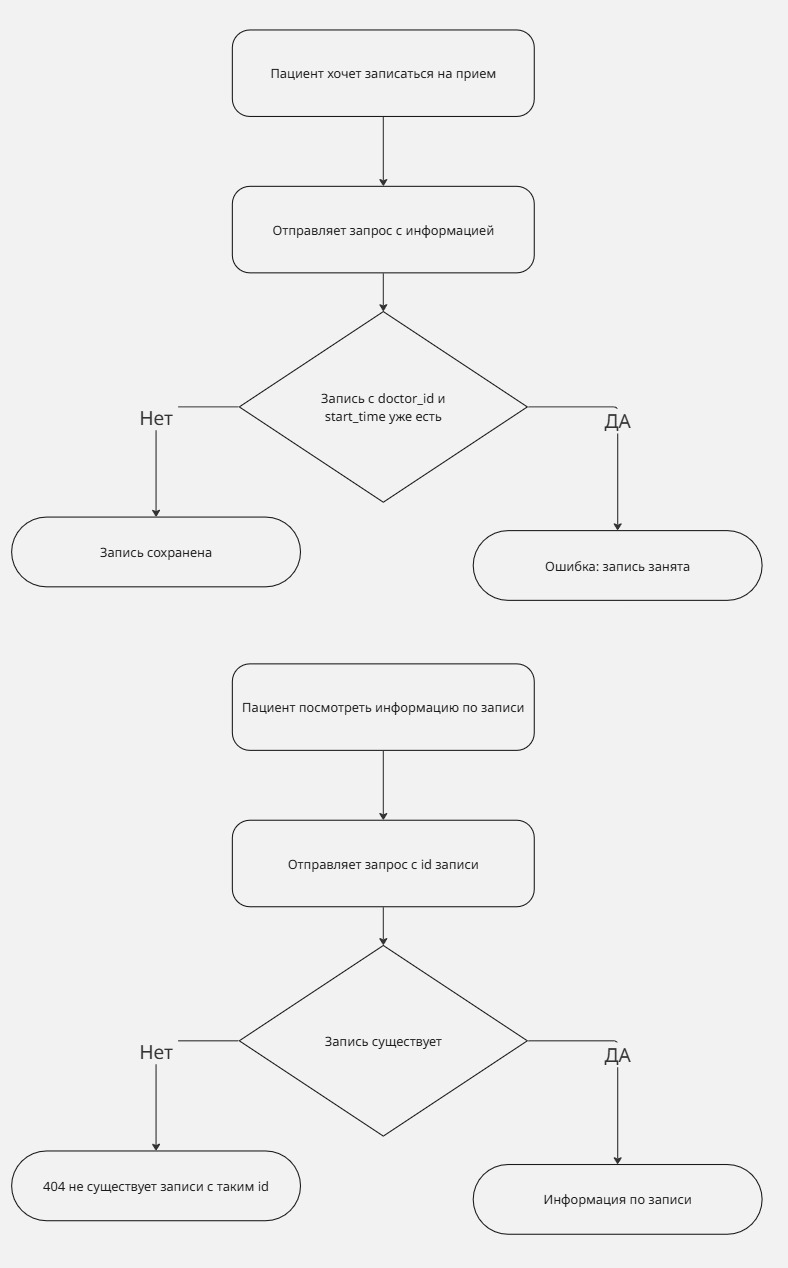 Пациент хочет записаться на прием
Отправляет запрос с информацией
Запись с doctor_id и
start_time уже есть
Нет
ДА
Запись сохранена
Ошибка: запись занята
Пациент посмотреть информацию по записи
Отправляет запрос с id записи
Запись существует
Нет
ДА
404 не существует записи с таким id
Информация по записи